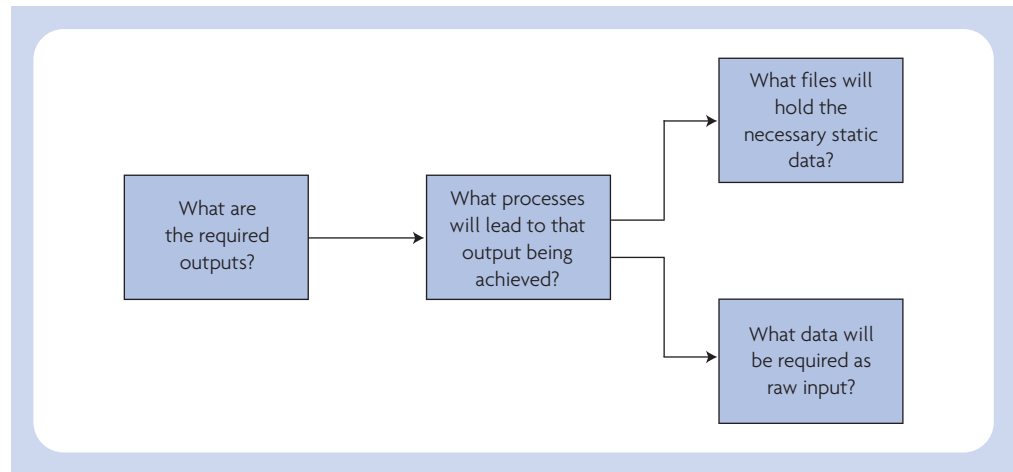 What are
the required
outputs?
What processes
will lead to that
output being
achieved?
What files will
hold the
necessary static
data?
What data will
be required as
raw input?